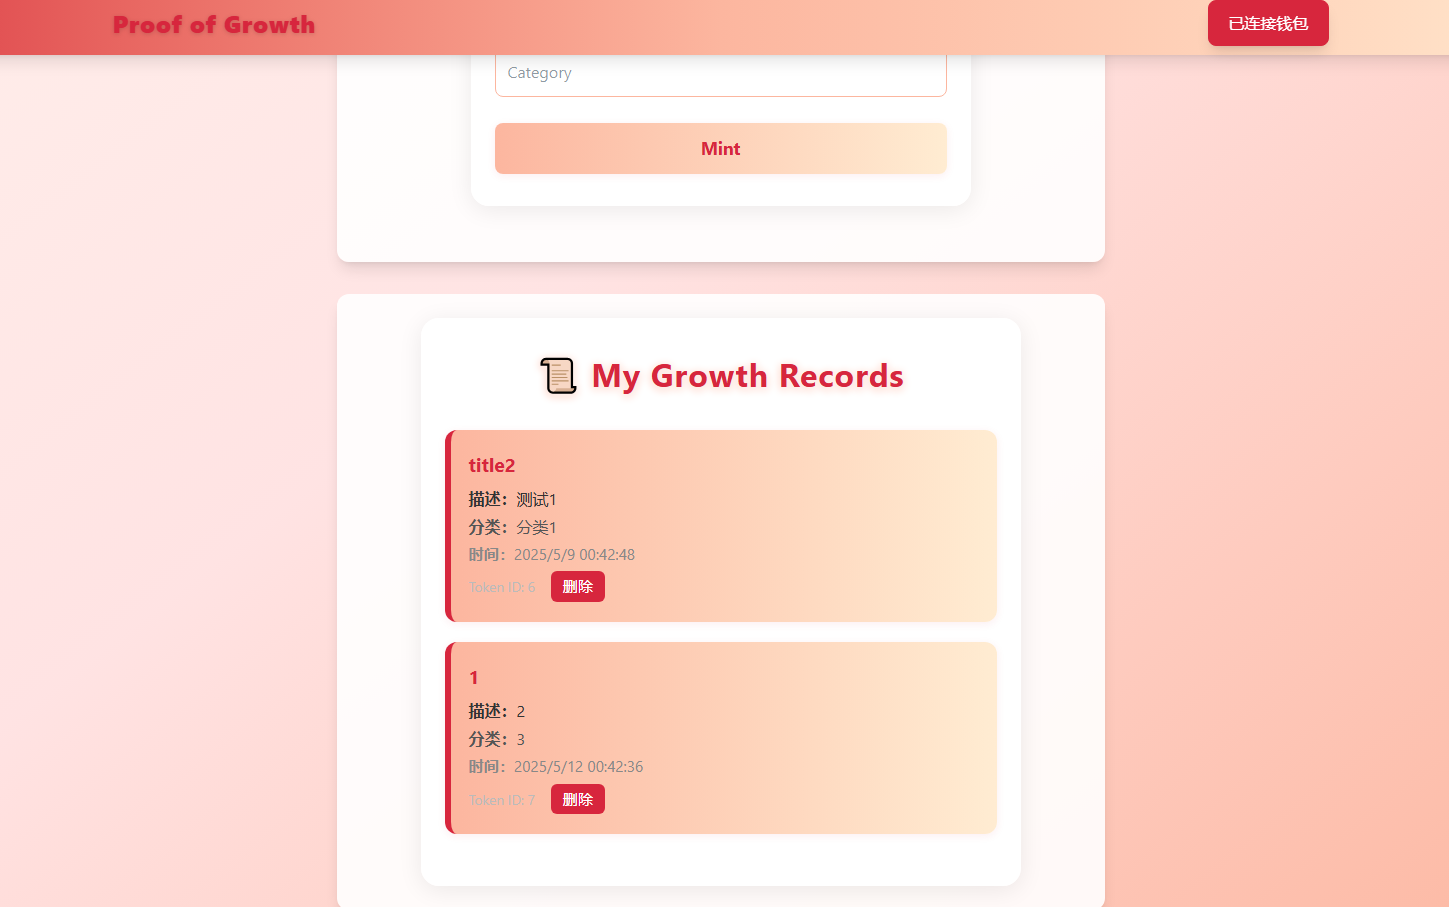 Proof of Growth
已连接钱包
Category
Mint
My Growth Records
title2
描述：测试1
分类：分类1
时间：2025/5/9 00:42:48
Token ID: 6 删除
1
描述：2
分类：3
时间：2025/5/12 00:42:36
Token ID: 7 删除